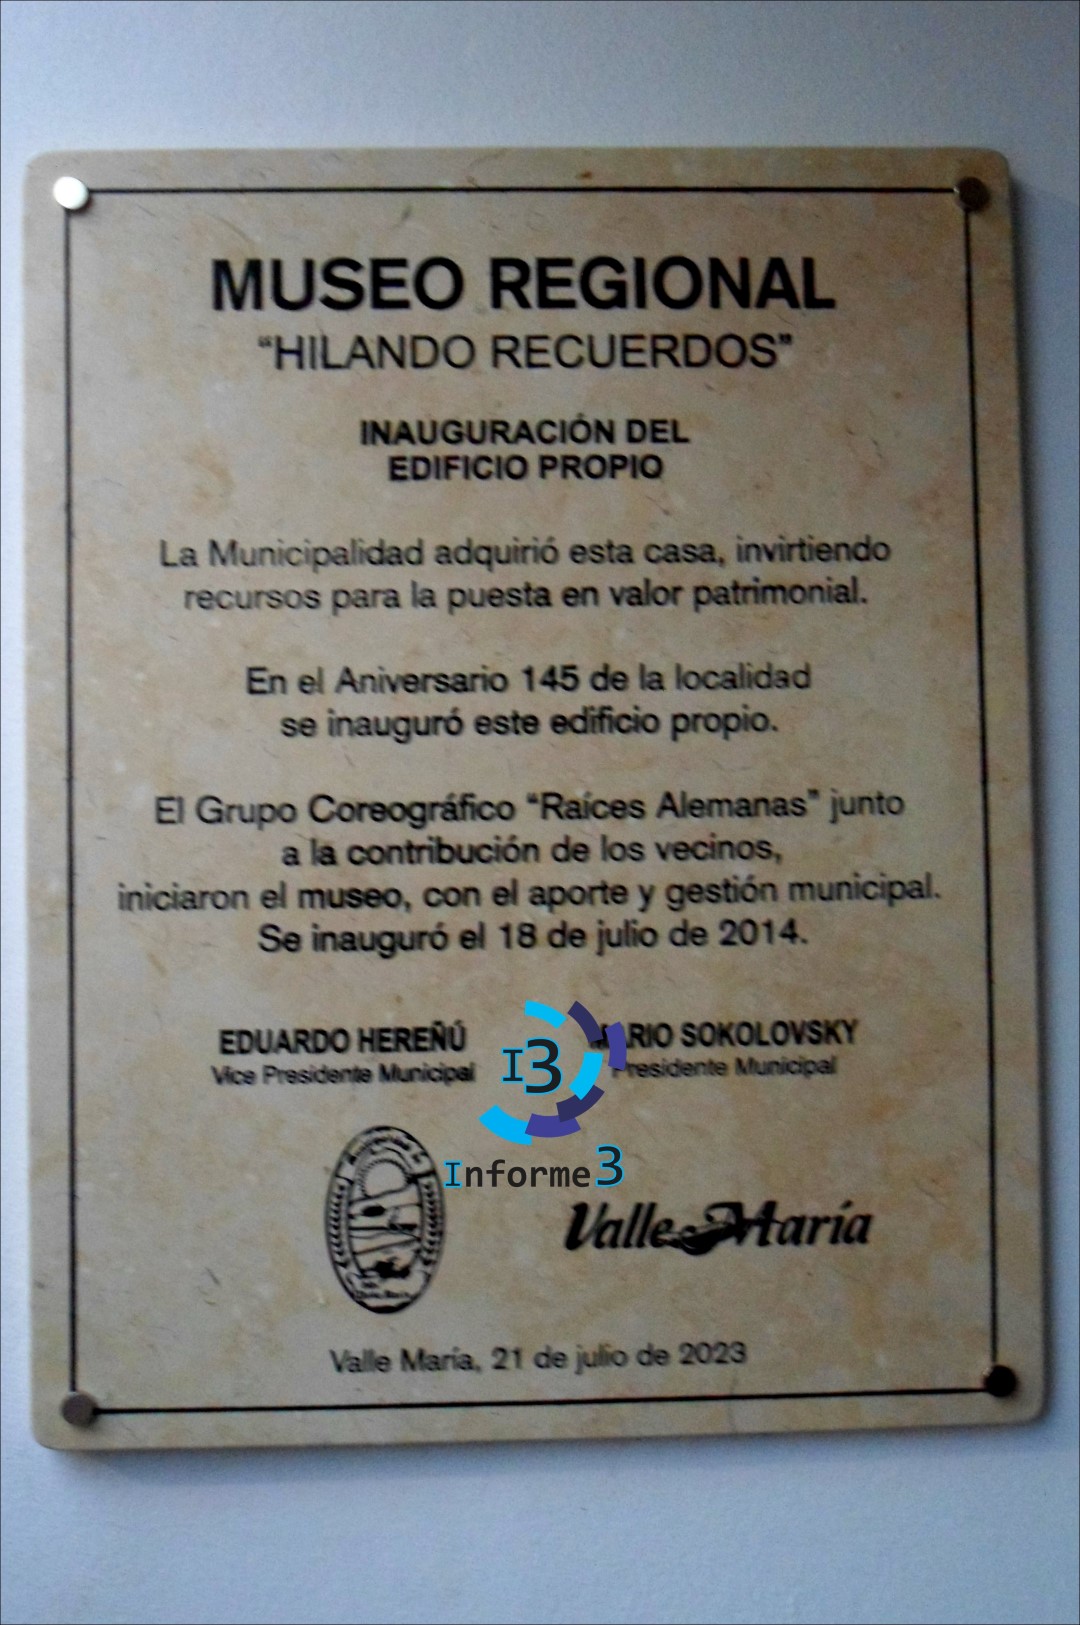 MUSEO REGIONAL
“HILANDO RECUERDOS”
INAUGURACIÓN DEL
EDIFICIO PROPIO
La Municipalidad adquirió esta casa, invirtiendo
recursos para la puesta en valor patrimonial.
En el Aniversario 145 de la localidad
se inauguró este edificio propio.
El Grupo Coreográfico “Raíces Alemanas” junto
a la contribución de los vecinos,
iniciaron el museo, con el aporte y gestión municipal.
Se inauguró el 18 de julio de 2014.
EDUARDO HEREÑÚ
Vice Presidente Municipal
MARIO SOKOLOVSKY
Presidente Municipal
I3
Informe3
Valle María
Valle María, 21 de julio de 2023